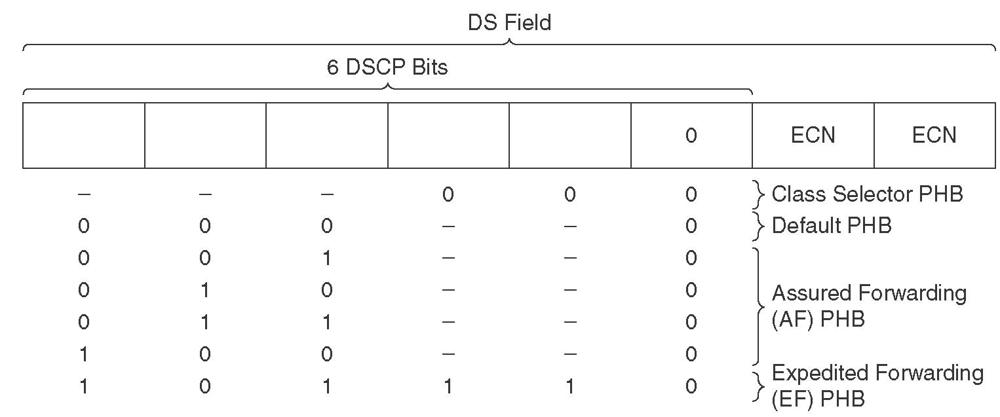 DS Field
6 DSCP Bits
0 ECN ECN
– – – 0 0 0 Class Selector PHB
0 0 0 – – 0 Default PHB
0 0 1 – – 0
0 1 0 – – 0 Assured Forwarding
0 1 1 – – 0 (AF) PHB
1 0 0 – – 0
1 0 1 1 1 0 Expedited Forwarding
(EF) PHB